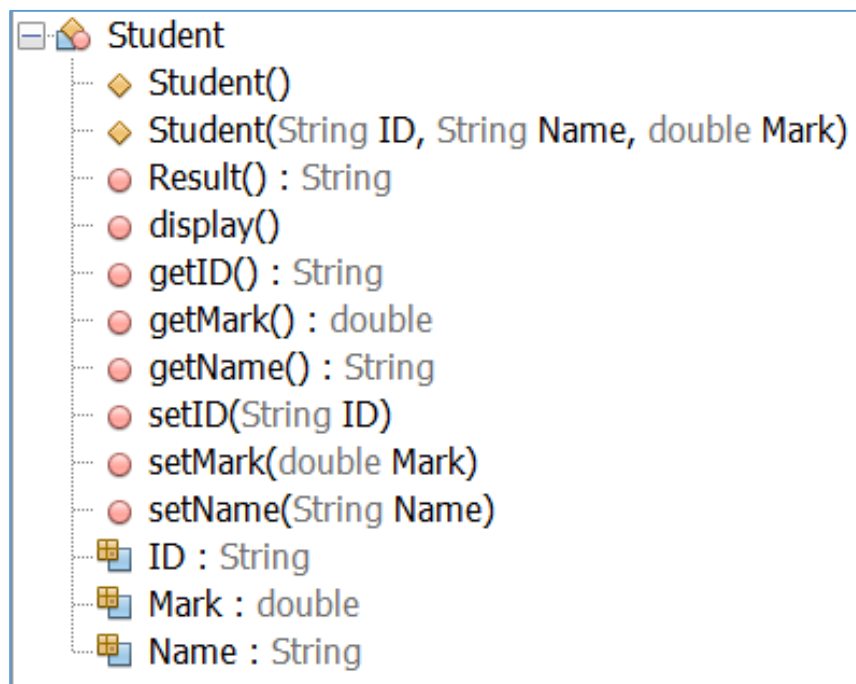 Student
Student()
Student(String ID, String Name, double Mark)
Result() : String
display()
getID() : String
getMark() : double
getName() : String
setID(String ID)
setMark(double Mark)
setName(String Name)
ID : String
Mark : double
Name : String